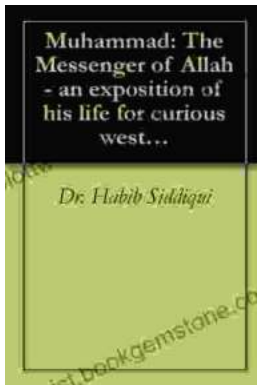 Muhammad: The
Messenger of Allah
- an exposition of
his life for curious
west...
Dr. Habib Siddiqui